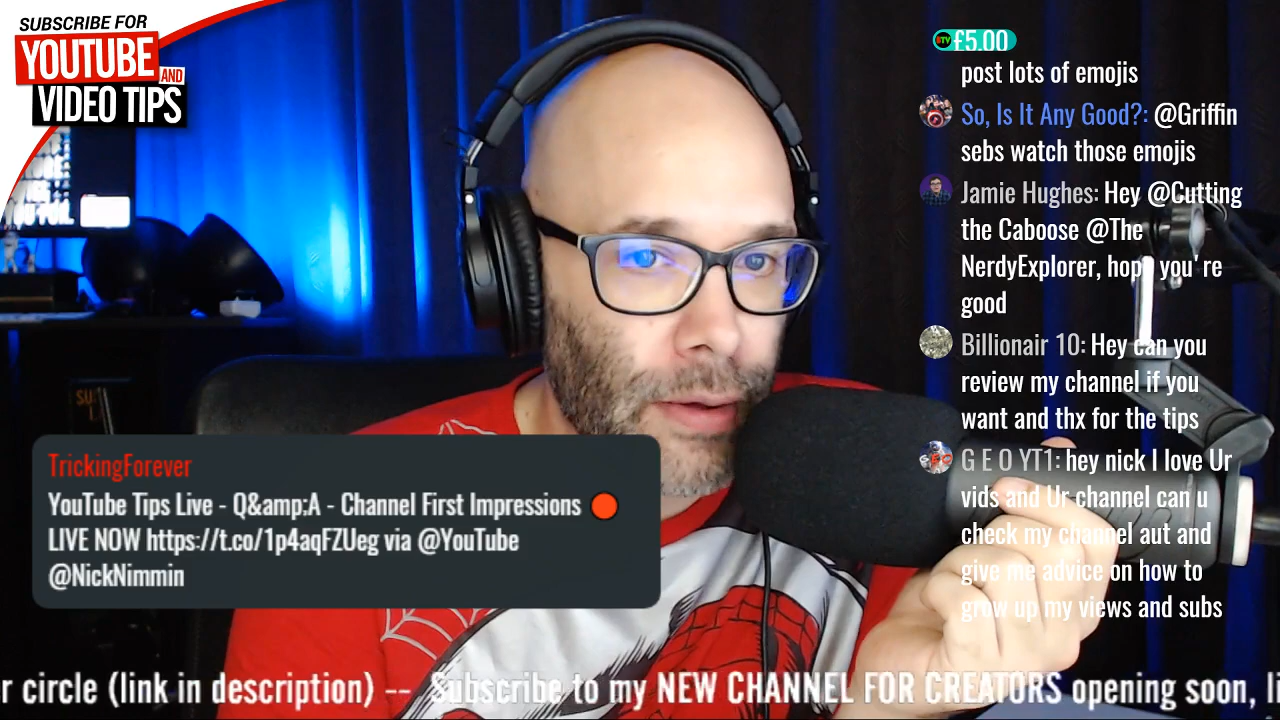 SUBSCRIBE FOR
YOUTUBE
AND
VIDEO TIPS
£5.00
post lots of emojis
So, Is It Any Good?: @Griffin
sebs watch those emojis
Jamie Hughes: Hey @Cutting
the Caboose @The
NerdyExplorer, hope you're
good
Billionair 10: Hey can you
review my channel if you
want and thx for the tips
G E O YT1: hey nick I love Ur
vids and Ur channel can u
check my channel aut and
give me advice on how to
grow up my views and subs
TrickingForever
YouTube Tips Live - Q&amp;A - Channel First Impressions
LIVE NOW https://t.co/1p4aqFZUeg via @YouTube
@NickNimmin
r circle (link in description) -- Subscribe to my NEW CHANNEL FOR CREATORS opening soon, li